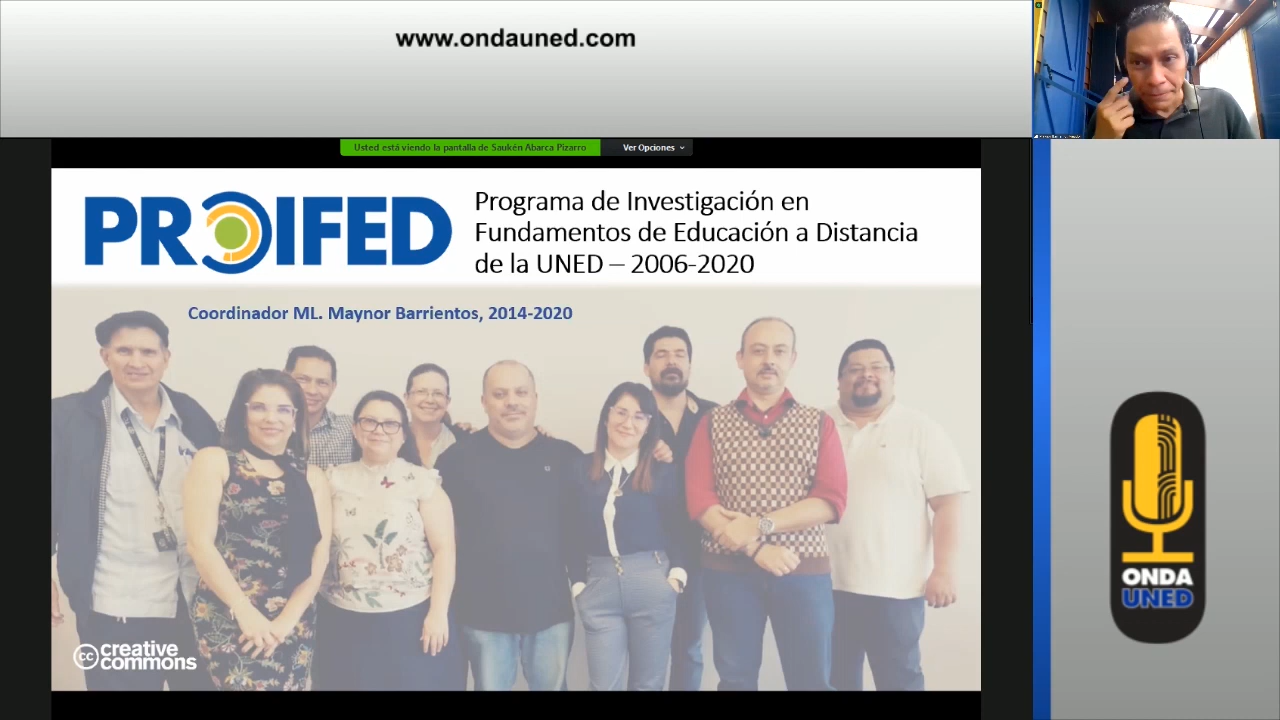 www.ondauned.com
Usted está viendo la pantalla de Saukén Abarca Pizarro
Ver Opciones
PROIFED
Programa de Investigación en
Fundamentos de Educación a Distancia
de la UNED – 2006-2020
Coordinador ML. Maynor Barrientos, 2014-2020
cc creative
commons
ONDA
UNED